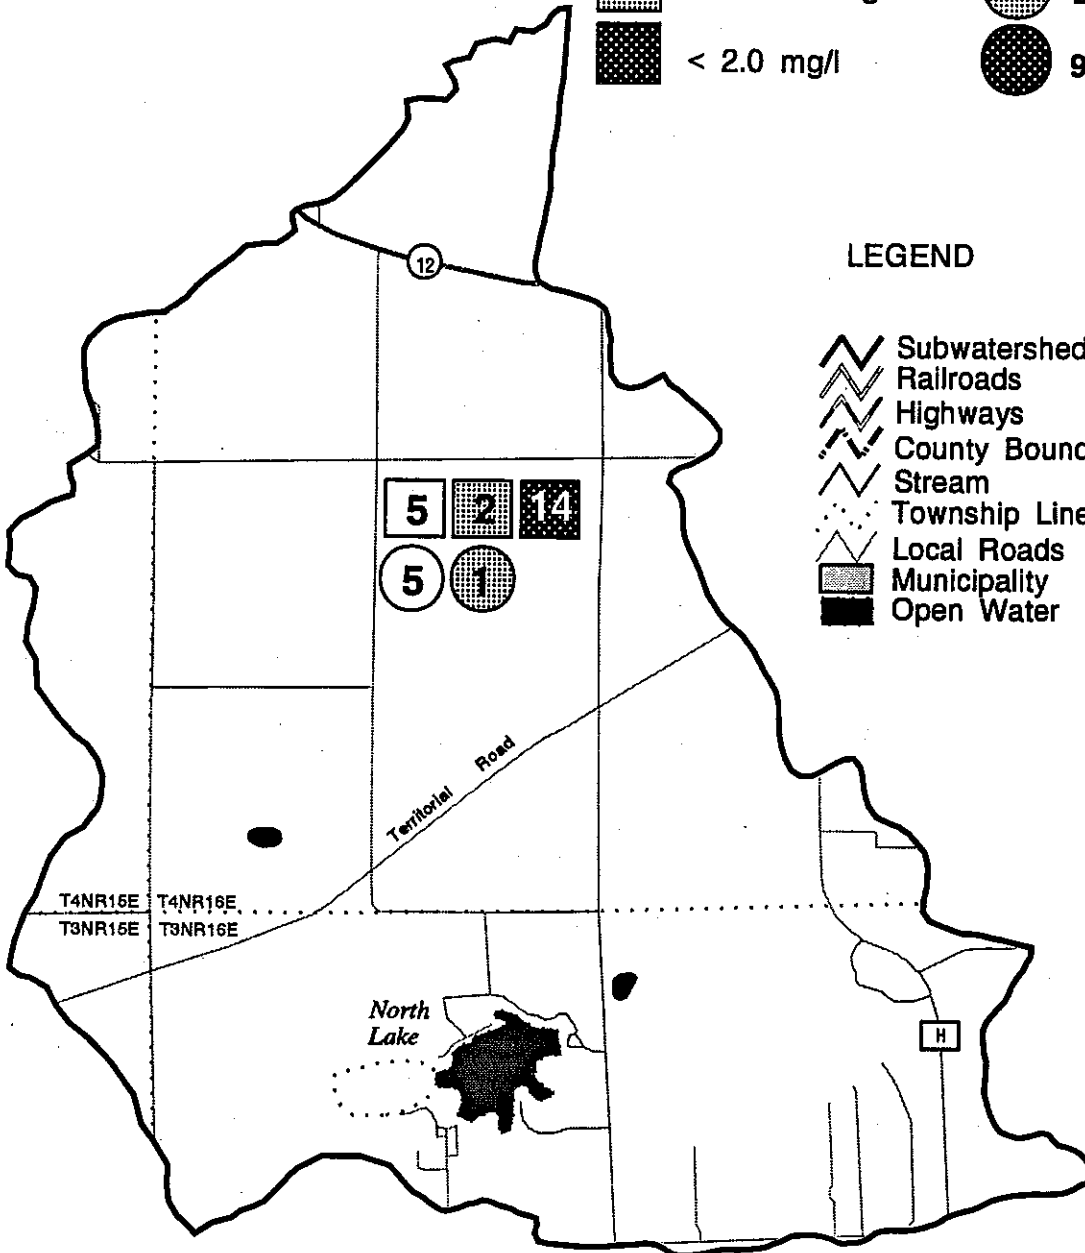 < 2.0 mg/l
9
12
LEGEND
Subwatershed
Railroads
Highways
County Bound
Stream
Township Line
Local Roads
Municipality
Open Water
5 2 14
5 1
Territorial Road
T4NR15E T4NR16E
T3NR15E T3NR16E
North
Lake
H